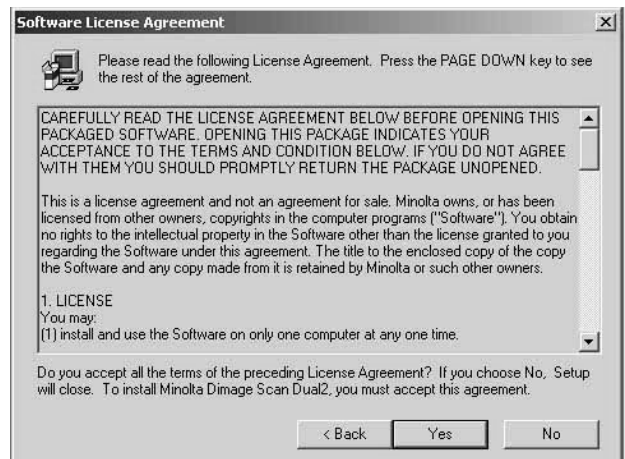 Software License Agreement
Please read the following License Agreement. Press the PAGE DOWN key to see
the rest of the agreement.
CAREFULLY READ THE LICENSE AGREEMENT BELOW BEFORE OPENING THIS
PACKAGED SOFTWARE. OPENING THIS PACKAGE INDICATES YOUR
ACCEPTANCE TO THE TERMS AND CONDITION BELOW. IF YOU DO NOT AGREE
WITH THEM YOU SHOULD PROMPTLY RETURN THE PACKAGE UNOPENED.
This is a license agreement and not an agreement for sale. Minolta owns, or has been
licensed from other owners, copyrights in the computer programs ("Software"). You obtain
no rights to the intellectual property in the Software other than the license granted to you
regarding the Software under this agreement. The title to the enclosed copy of the copy
the Software and any copy made from it is retained by Minolta or such other owners.
1. LICENSE
You may:
(1) install and use the Software on only one computer at any one time.
Do you accept all the terms of the preceding License Agreement? If you choose No, Setup
will close. To install Minolta Dimage Scan Dual2, you must accept this agreement.
< Back Yes No